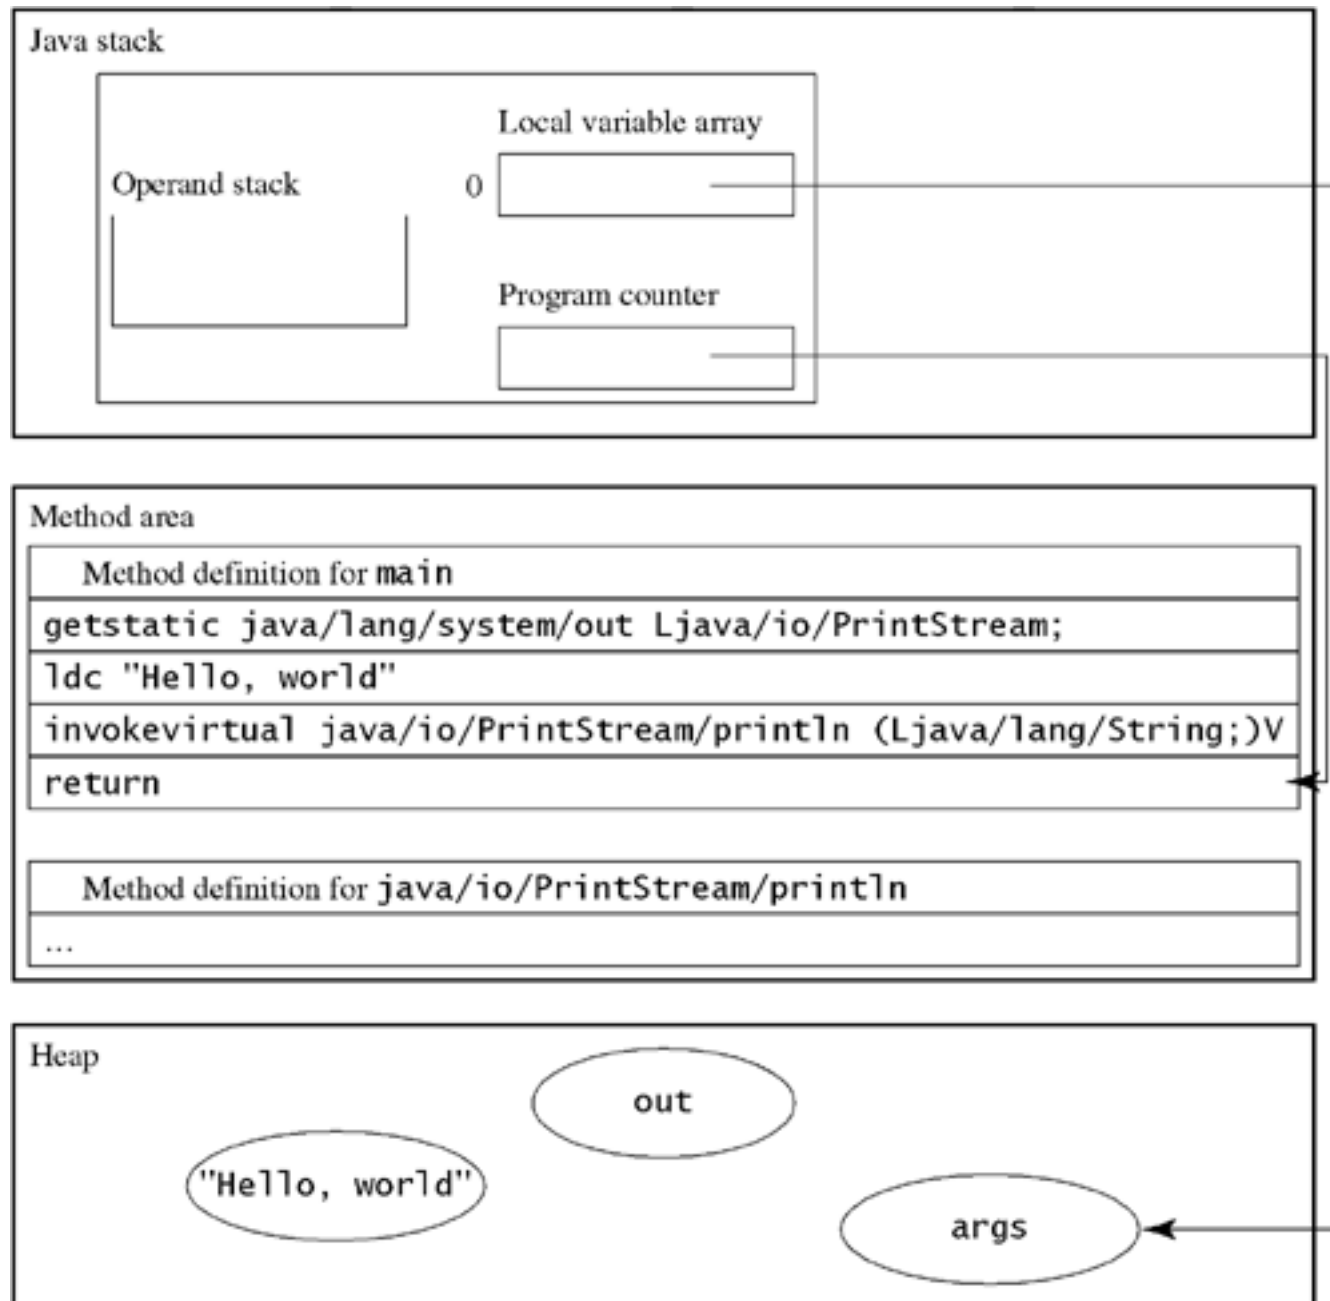 Java stack
Local variable array
Operand stack
0
Program counter
Method area
Method definition for main
getstatic java/lang/system/out Ljava/io/PrintStream;
ldc "Hello, world"
invokevirtual java/io/PrintStream/println (Ljava/lang/String;)V
return
Method definition for java/io/PrintStream/println
...
Heap
out
"Hello, world"
args